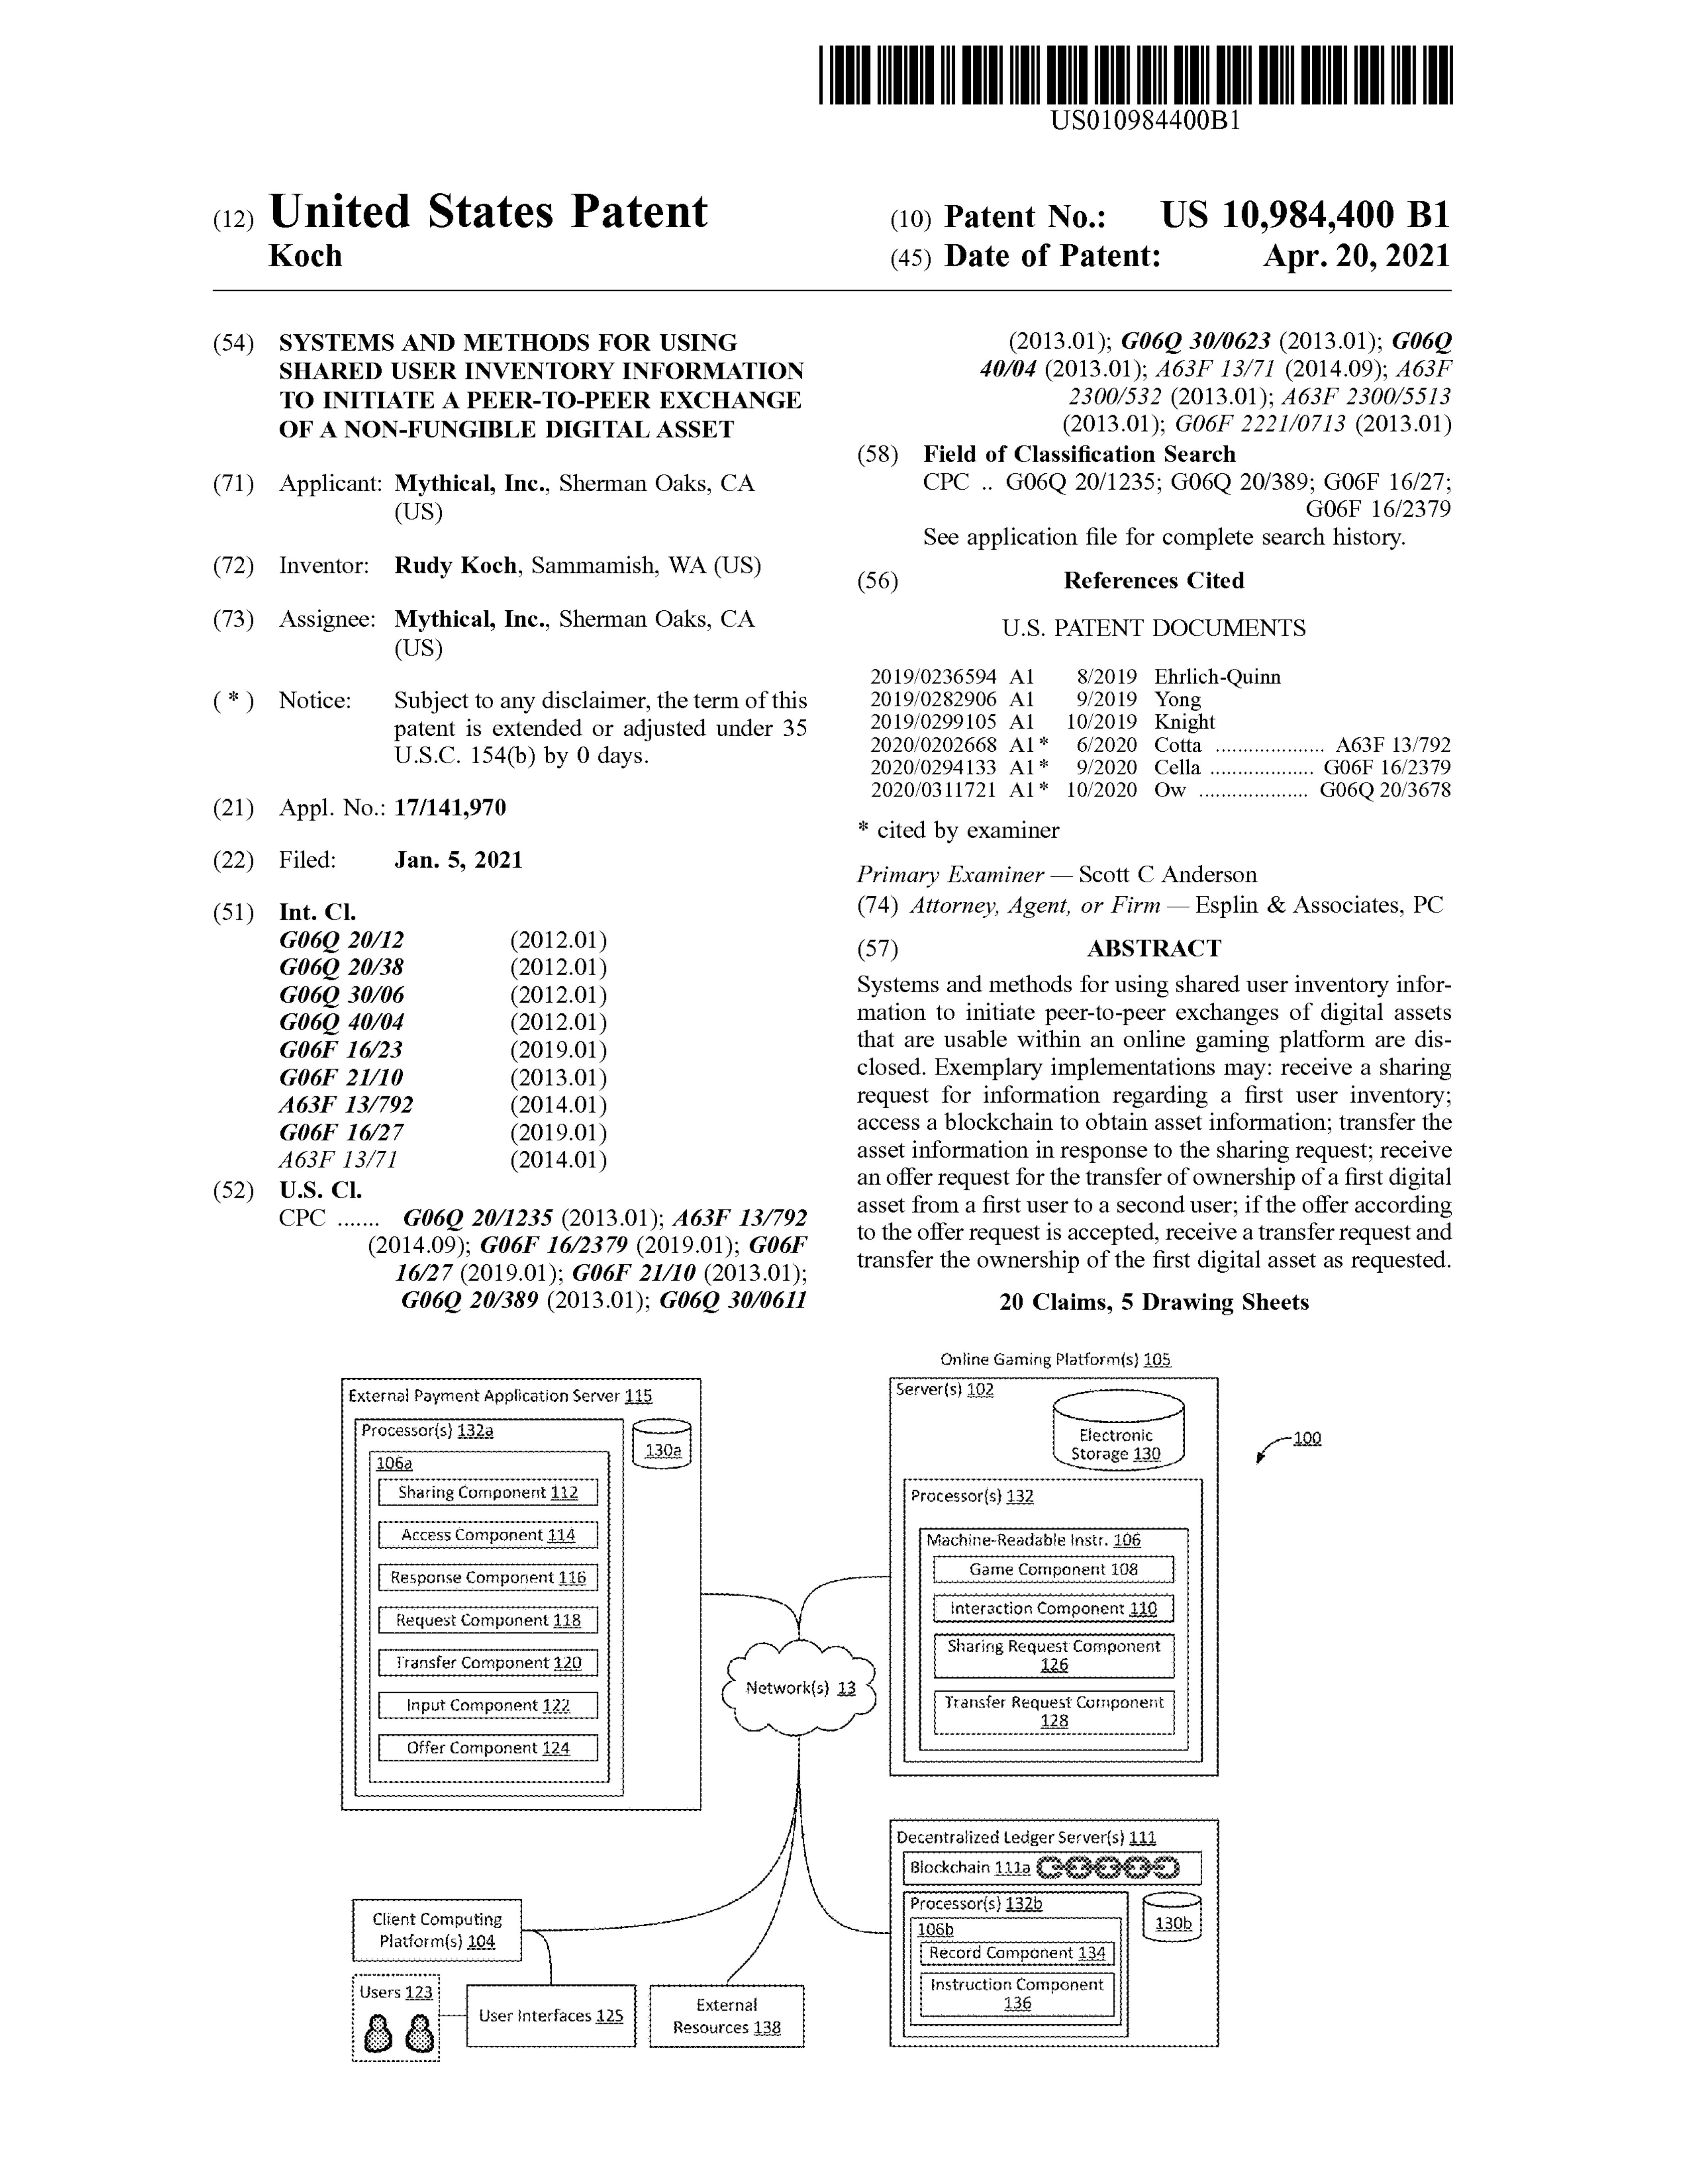 US010984400B1
(12) United States Patent
Koch
(10) Patent No.: US 10,984,400 B1
(45) Date of Patent: Apr. 20, 2021
(54) SYSTEMS AND METHODS FOR USING
SHARED USER INVENTORY INFORMATION
TO INITIATE A PEER-TO-PEER EXCHANGE
OF A NON-FUNGIBLE DIGITAL ASSET
(71) Applicant: Mythical, Inc., Sherman Oaks, CA
(US)
(72) Inventor: Rudy Koch, Sammamish, WA (US)
(73) Assignee: Mythical, Inc., Sherman Oaks, CA
(US)
( * ) Notice: Subject to any disclaimer, the term of this
patent is extended or adjusted under 35
U.S.C. 154(b) by 0 days.
(21) Appl. No.: 17/141,970
(22) Filed: Jan. 5, 2021
(51) Int. Cl.
G06Q 20/12 (2012.01)
G06Q 20/38 (2012.01)
G06Q 30/06 (2012.01)
G06Q 40/04 (2012.01)
G06F 16/23 (2019.01)
G06F 21/10 (2013.01)
A63F 13/792 (2014.01)
G06F 16/27 (2019.01)
A63F 13/71 (2014.01)
(52) U.S. Cl.
CPC ....... G06Q 20/1235 (2013.01); A63F 13/792
(2014.09); G06F 16/2379 (2019.01); G06F
16/27 (2019.01); G06F 21/10 (2013.01);
G06Q 20/389 (2013.01); G06Q 30/0611
(2013.01); G06Q 30/0623 (2013.01); G06Q
40/04 (2013.01); A63F 13/71 (2014.09); A63F
2300/532 (2013.01); A63F 2300/5513
(2013.01); G06F 2221/0713 (2013.01)
(58) Field of Classification Search
CPC .. G06Q 20/1235; G06Q 20/389; G06F 16/27;
G06F 16/2379
See application file for complete search history.
(56) References Cited
U.S. PATENT DOCUMENTS
2019/0236594 A1 8/2019 Ehrlich-Quinn
2019/0282906 A1 9/2019 Yong
2019/0299105 A1 10/2019 Knight
2020/0202668 A1* 6/2020 Cotta .................... A63F 13/792
2020/0294133 A1* 9/2020 Cella ................... G06F 16/2379
2020/0311721 A1* 10/2020 Ow .................... G06Q 20/3678
* cited by examiner
Primary Examiner — Scott C Anderson
(74) Attorney, Agent, or Firm — Esplin & Associates, PC
(57) ABSTRACT
Systems and methods for using shared user inventory infor-
mation to initiate peer-to-peer exchanges of digital assets
that are usable within an online gaming platform are dis-
closed. Exemplary implementations may: receive a sharing
request for information regarding a first user inventory;
access a blockchain to obtain asset information; transfer the
asset information in response to the sharing request; receive
an offer request for the transfer of ownership of a first digital
asset from a first user to a second user; if the offer according
to the offer request is accepted, receive a transfer request and
transfer the ownership of the first digital asset as requested.
20 Claims, 5 Drawing Sheets
External Payment Application Server 115
Processor(s) 132a
130a
106a
Sharing Component 112
Access Component 114
Response Component 116
Request Component 118
Transfer Component 120
Input Component 122
Offer Component 124
Online Gaming Platform(s) 105
Server(s) 102
Electronic
Storage 130
100
Processor(s) 132
Machine-Readable Instr. 106
Game Component 108
Interaction Component 110
Sharing Request Component
126
Transfer Request Component
128
Network(s) 13
Decentralized Ledger Server(s) 111
Blockchain 111a
Processor(s) 132b
130b
106b
Record Component 134
Instruction Component
136
Client Computing
Platform(s) 104
Users 123
User Interfaces 125
External
Resources 138